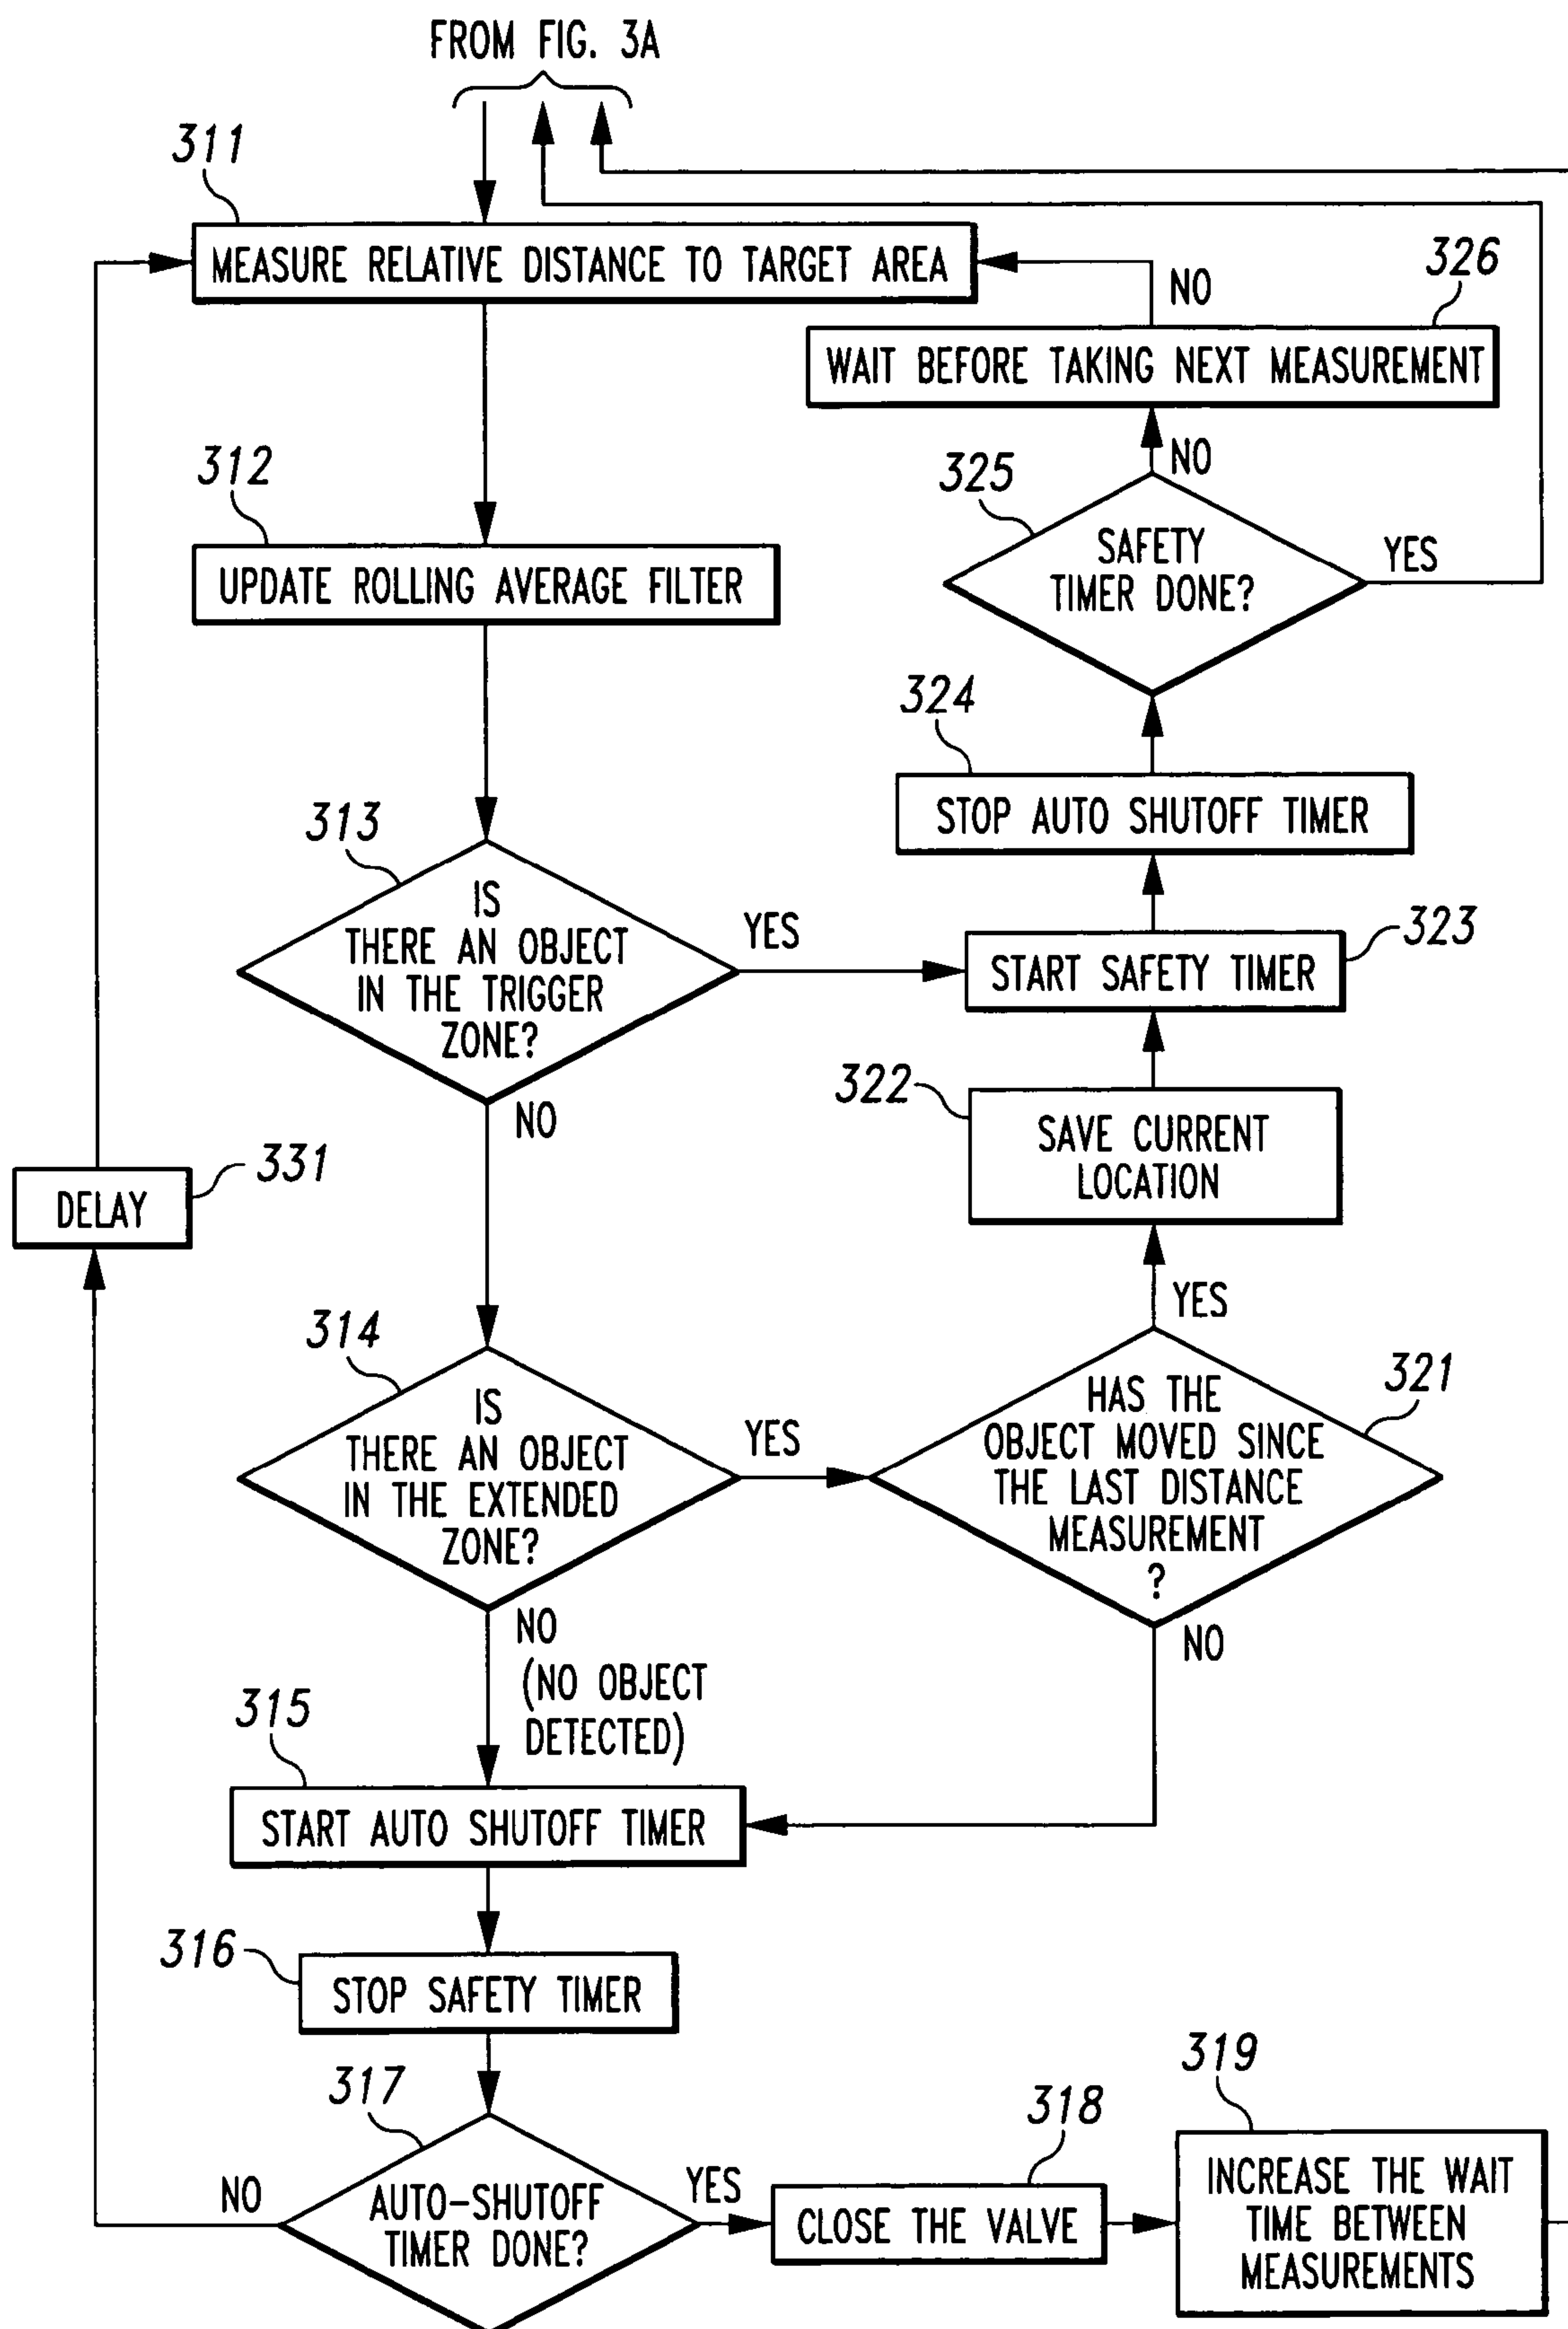 FROM FIG. 3A
311
MEASURE RELATIVE DISTANCE TO TARGET AREA
326
NO
WAIT BEFORE TAKING NEXT MEASUREMENT
NO
312
325
UPDATE ROLLING AVERAGE FILTER
SAFETY
TIMER DONE?
YES
324
STOP AUTO SHUTOFF TIMER
313
IS
THERE AN OBJECT
IN THE TRIGGER
ZONE?
YES
323
START SAFETY TIMER
NO
322
SAVE CURRENT
LOCATION
331
DELAY
YES
314
IS
THERE AN OBJECT
IN THE EXTENDED
ZONE?
YES
321
HAS THE
OBJECT MOVED SINCE
THE LAST DISTANCE
MEASUREMENT
?
NO
(NO OBJECT
DETECTED)
NO
315
START AUTO SHUTOFF TIMER
316
STOP SAFETY TIMER
317
NO
AUTO-SHUTOFF
TIMER DONE?
YES
318
CLOSE THE VALVE
319
INCREASE THE WAIT
TIME BETWEEN
MEASUREMENTS